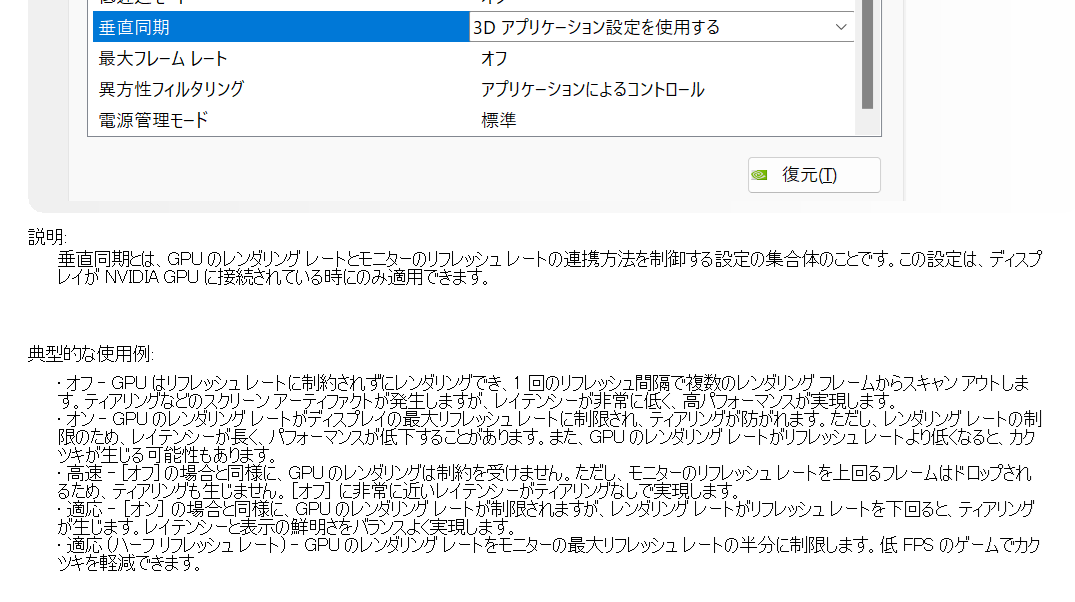 垂直同期 3D アプリケーション設定を使用する
最大フレーム レート オフ
異方性フィルタリング アプリケーションによるコントロール
電源管理モード 標準
復元(T)
説明:
垂直同期とは、GPU のレンダリング レートとモニターのリフレッシュ レートの連携方法を制御する設定の集合体のことです。この設定は、ディスプ
レイが NVIDIA GPU に接続されている時にのみ適用できます。
典型的な使用例:
・オフ - GPU はリフレッシュ レートに制約されずにレンダリングでき、1 回のリフレッシュ間隔で複数のレンダリング フレームからスキャン アウトしま
す。ティアリングなどのスクリーン アーティファクトが発生しますが、レイテンシーが非常に低く、高パフォーマンスが実現します。
・オン - GPU のレンダリング レートがディスプレイの最大リフレッシュ レートに制限され、ティアリングが防がれます。ただし、レンダリング レートの制
限のため、レイテンシーが長く、パフォーマンスが低下することがあります。また、GPU のレンダリング レートがリフレッシュ レートより低くなると、カク
ツキが生じる可能性もあります。
・高速 - [オフ] の場合と同様に、GPU のレンダリングは制約を受けません。ただし、モニターのリフレッシュ レートを上回るフレームはドロップされ
るため、ティアリングも生じません。[オフ] に非常に近いレイテンシーがティアリングなしで実現します。
・適応 - [オン] の場合と同様に、GPU のレンダリング レートが制限されますが、レンダリング レートがリフレッシュ レートを下回ると、ティアリング
が生じます。レイテンシーと表示の鮮明さをバランスよく実現します。
・適応 (ハーフ リフレッシュ レート) - GPU のレンダリング レートをモニターの最大リフレッシュ レートの半分に制限します。低 FPS のゲームでカク
ツキを軽減できます。